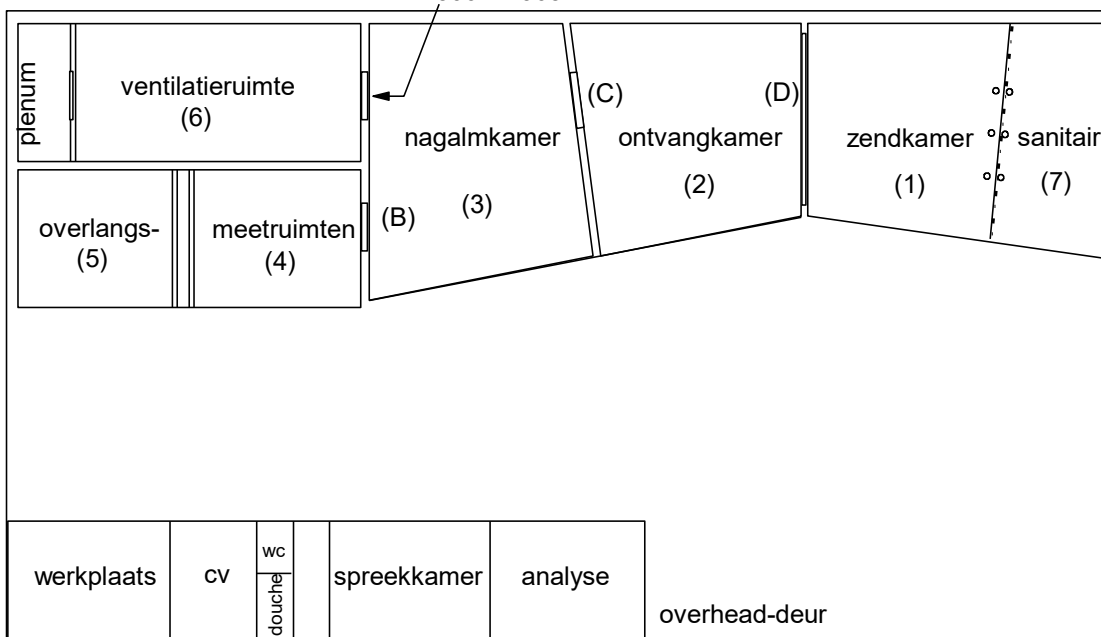 plenum
ventilatieruimte
(6)
nagalmkamer
(3)
(C)
ontvangkamer
(2)
(D)
zendkamer
(1)
sanitair
(7)
overlangs-
(5)
meetruimten
(4)
(B)
werkplaats
cv
wc
douche
spreekkamer
analyse
overhead-deur